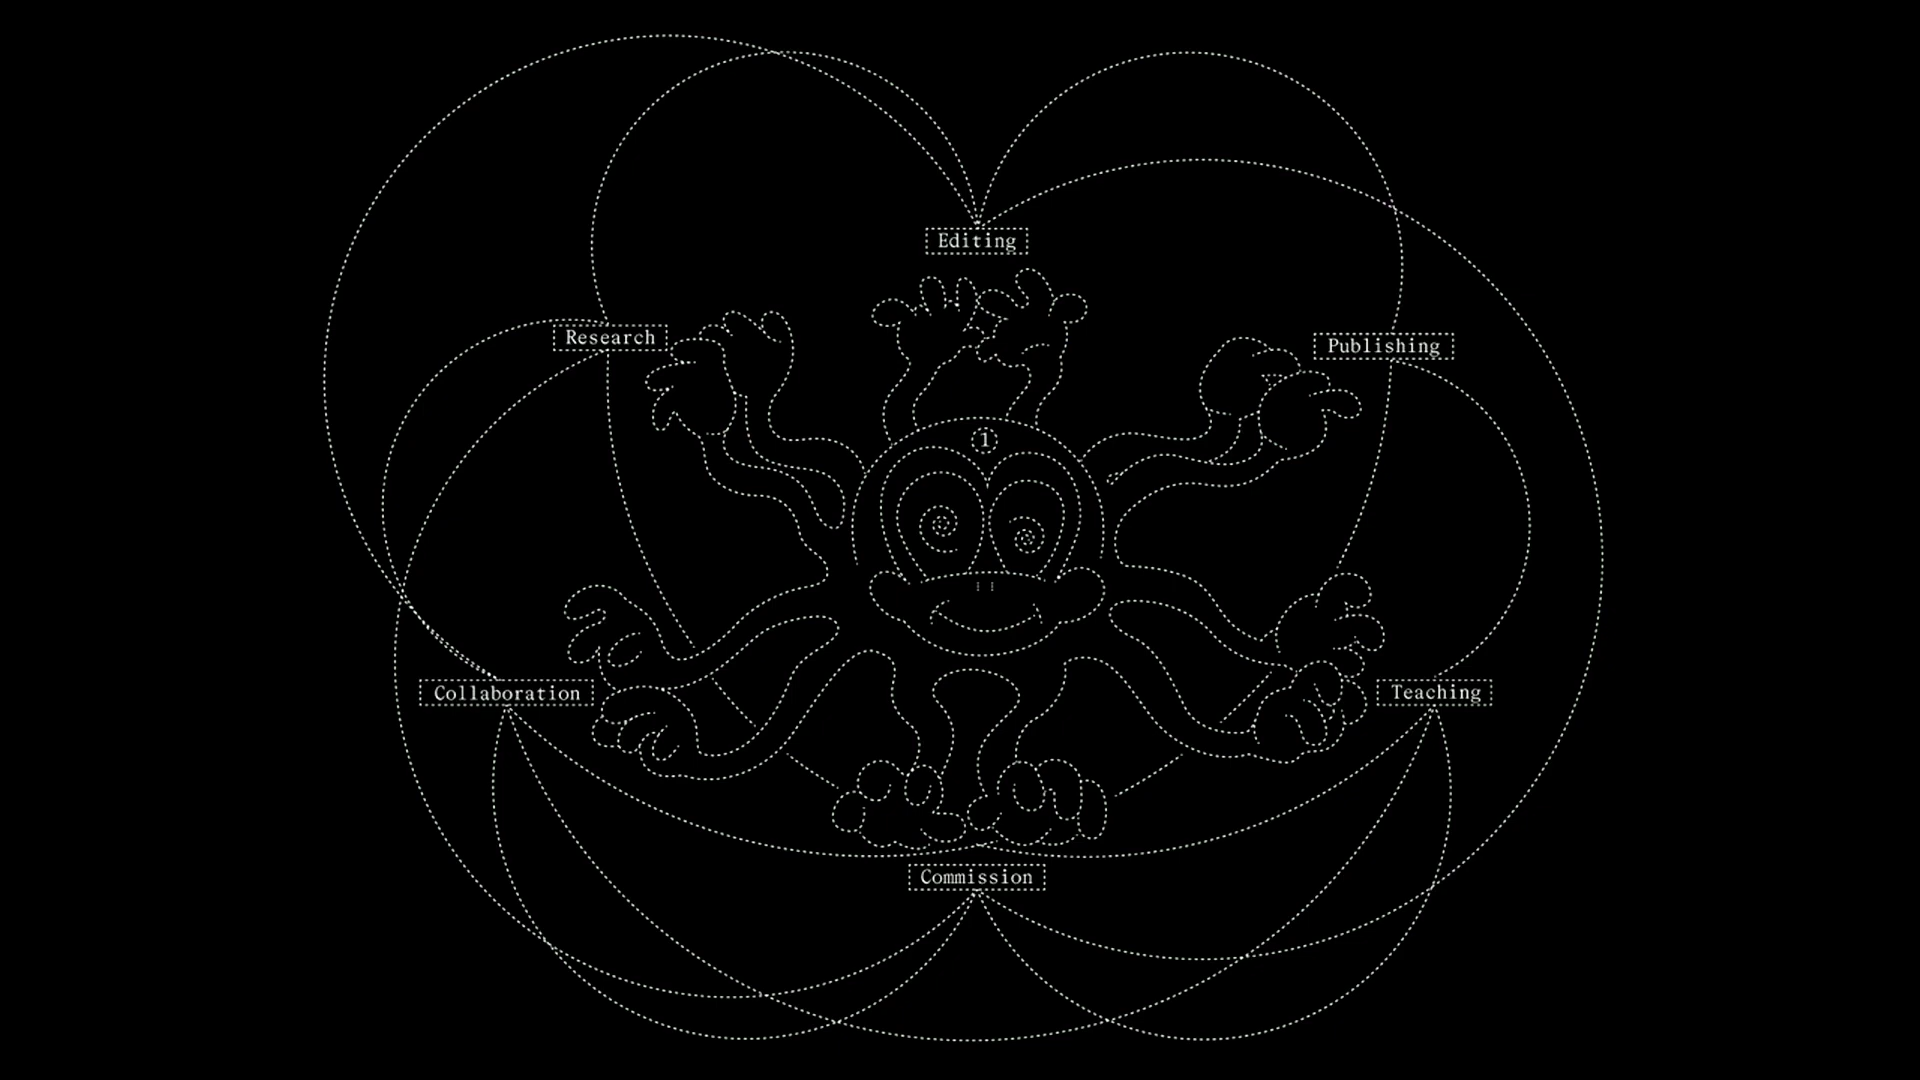 Editing
Research
Publishing
1
Collaboration
Teaching
Commission